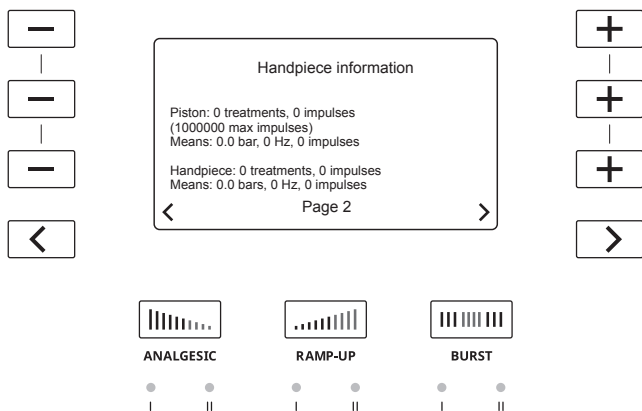 Handpiece information
Piston: 0 treatments, 0 impulses
(1000000 max impulses)
Means: 0.0 bar, 0 Hz, 0 impulses
Handpiece: 0 treatments, 0 impulses
Means: 0.0 bars, 0 Hz, 0 impulses
< Page 2 >
ANALGESIC RAMP-UP BURST
I II I II I II